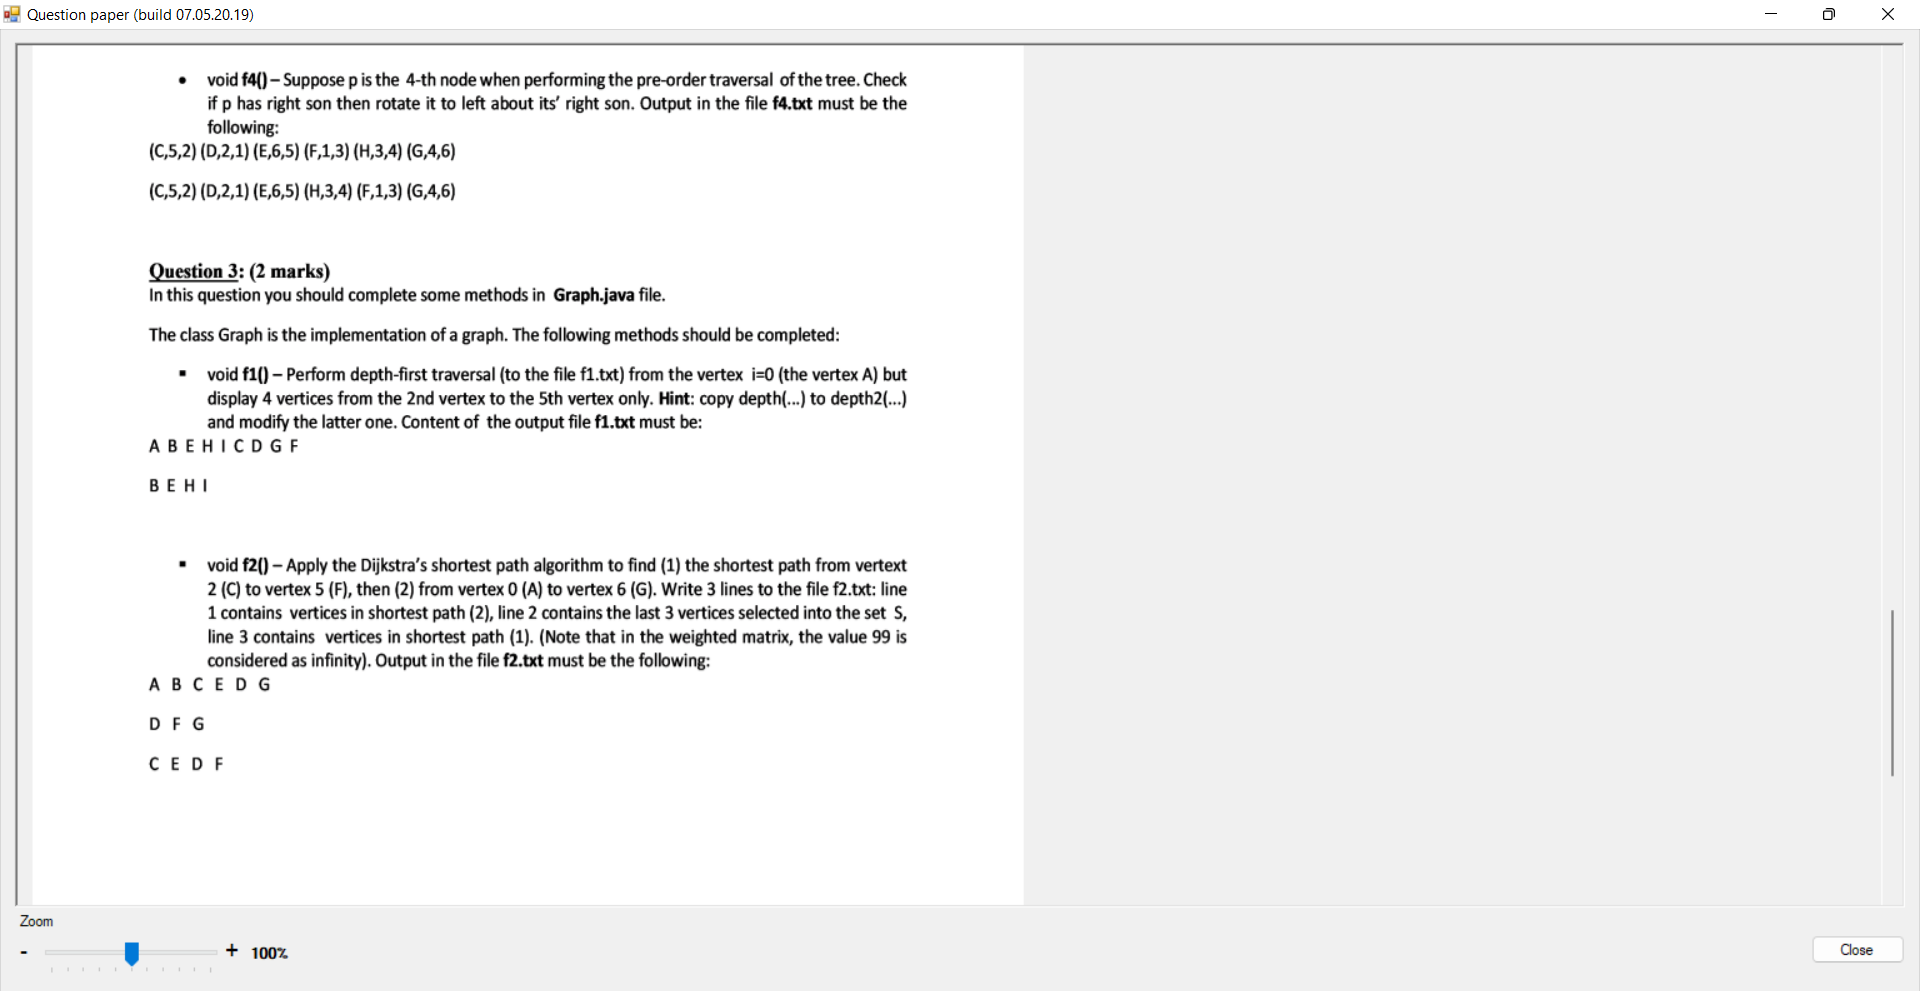 Question paper (build 07.05.20.19)
• void f4() – Suppose p is the 4-th node when performing the pre-order traversal of the tree. Check
if p has right son then rotate it to left about its' right son. Output in the file f4.txt must be the
following:
(C,5,2) (D,2,1) (E,6,5) (F,1,3) (H,3,4) (G,4,6)
(C,5,2) (D,2,1) (E,6,5) (H,3,4) (F,1,3) (G,4,6)
Question 3: (2 marks)
In this question you should complete some methods in Graph.java file.
The class Graph is the implementation of a graph. The following methods should be completed:
▪ void f1() – Perform depth-first traversal (to the file f1.txt) from the vertex i=0 (the vertex A) but
display 4 vertices from the 2nd vertex to the 5th vertex only. Hint: copy depth(...) to depth2(...)
and modify the latter one. Content of the output file f1.txt must be:
A B E H I C D G F
B E H I
▪ void f2() – Apply the Dijkstra's shortest path algorithm to find (1) the shortest path from vertext
2 (C) to vertex 5 (F), then (2) from vertex 0 (A) to vertex 6 (G). Write 3 lines to the file f2.txt: line
1 contains vertices in shortest path (2), line 2 contains the last 3 vertices selected into the set S,
line 3 contains vertices in shortest path (1). (Note that in the weighted matrix, the value 99 is
considered as infinity). Output in the file f2.txt must be the following:
A B C E D G
D F G
C E D F
Zoom
- + 100%
Close